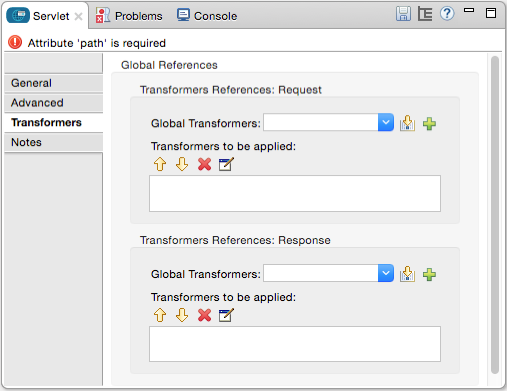 Servlet Problems Console
Attribute 'path' is required
Global References
General
Advanced
Transformers
Notes
Transformers References: Request
Global Transformers:
Transformers to be applied:
Transformers References: Response
Global Transformers:
Transformers to be applied: